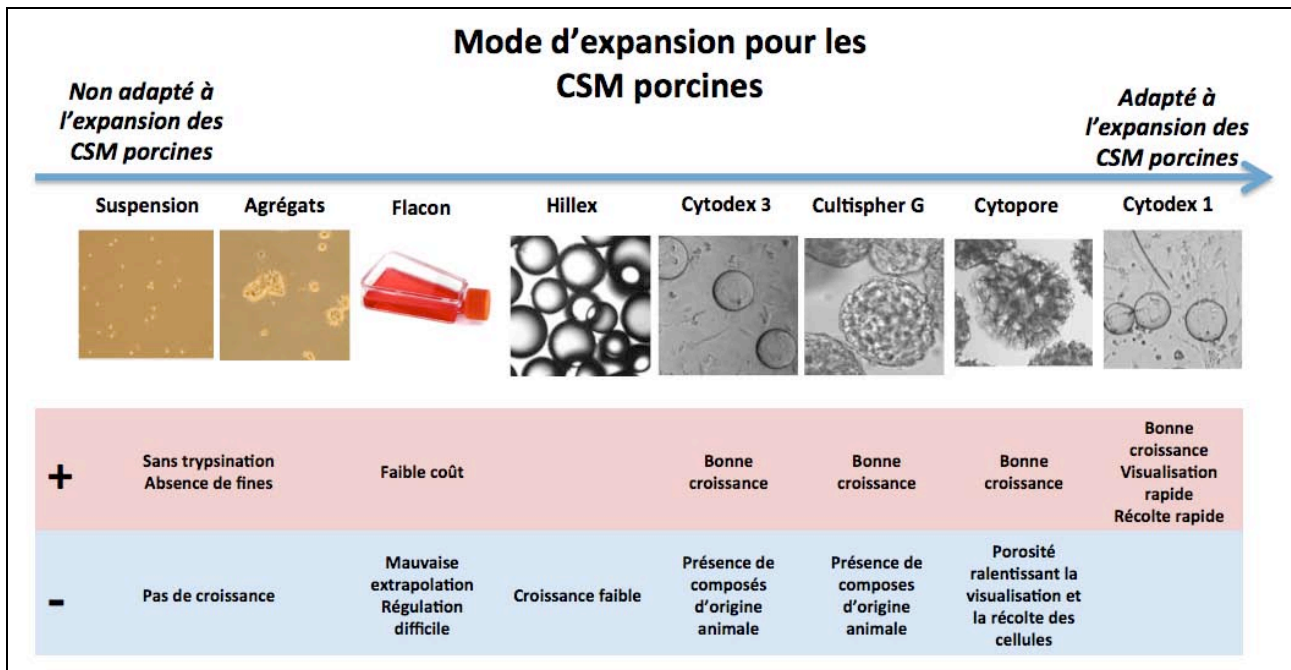 Mode d'expansion pour les
CSM porcines
Non adapté à
l'expansion des
CSM porcines
Adapté à
l'expansion des
CSM porcines
Suspension
Agrégats
Flacon
Hillex
Cytodex 3
Cultispher G
Cytopore
Cytodex 1
+
Sans trypsination
Absence de fines
Faible coût
Bonne
croissance
Bonne
croissance
Bonne
croissance
Bonne
croissance
Visualisation
rapide
Récolte rapide
-
Pas de croissance
Mauvaise
extrapolation
Régulation
difficile
Croissance faible
Présence de
composés
d'origine
animale
Présence de
composes
d'origine
animale
Porosité
ralentissant la
visualisation et
la récolte des
cellules